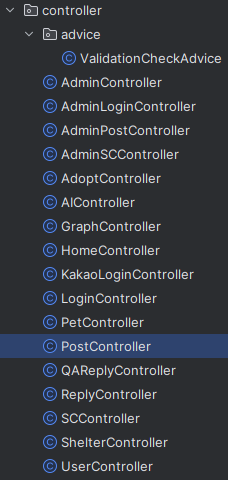 controller
advice
ValidationCheckAdvice
AdminController
AdminLoginController
AdminPostController
AdminSCController
AdoptController
AIController
GraphController
HomeController
KakaoLoginController
LoginController
PetController
PostController
QAReplyController
ReplyController
SCController
ShelterController
UserController